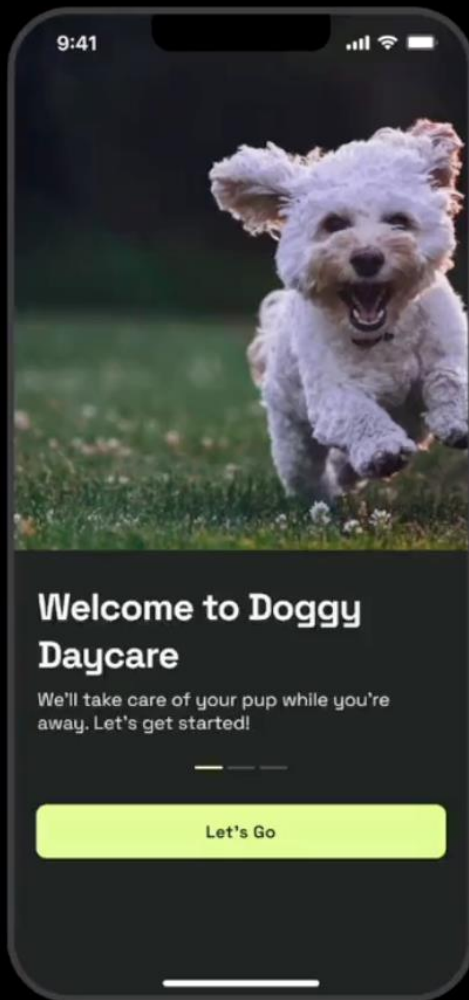 9:41
Welcome to Doggy
Daycare
We'll take care of your pup while you're
away. Let's get started!
Let's Go